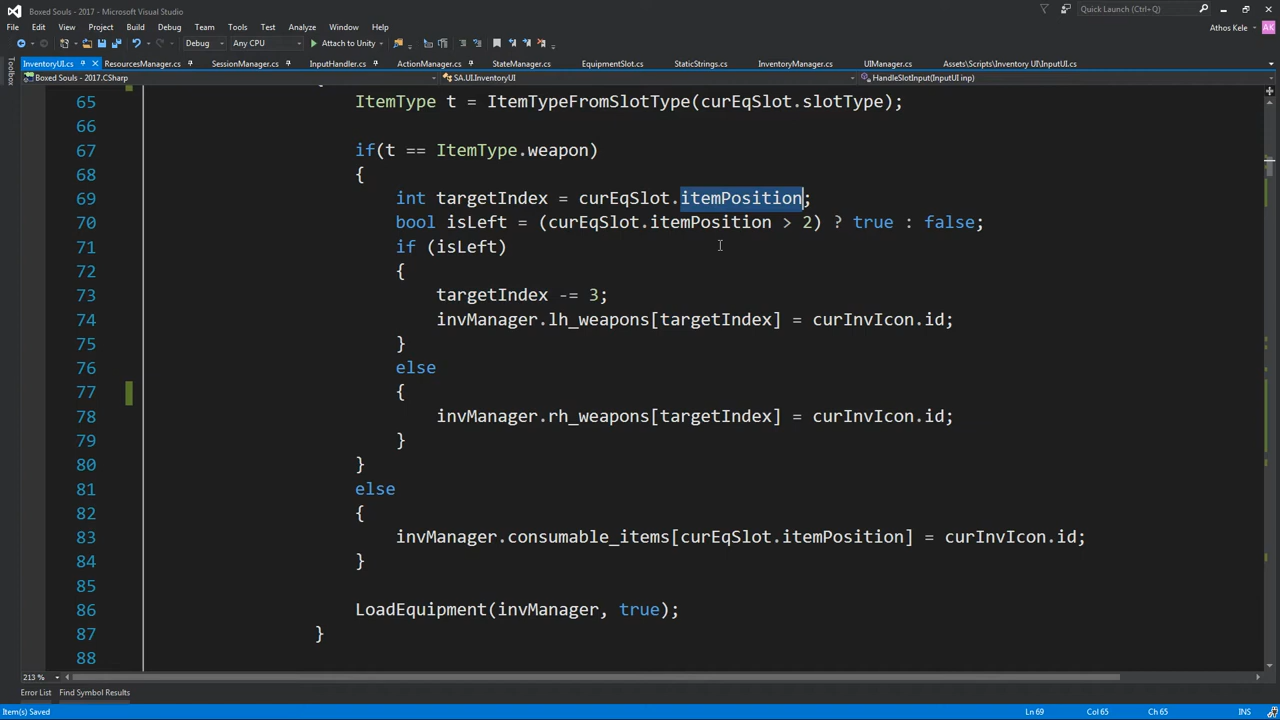 Boxed Souls - 2017 - Microsoft Visual Studio
Quick Launch (Ctrl+Q)
File Edit View Project Build Debug Team Tools Test Analyze Window Help
Athos Kele AK
Debug Any CPU Attach to Unity
InventoryUI.cs ResourcesManager.cs SessionManager.cs InputHandler.cs ActionManager.cs StateManager.cs EquipmentSlot.cs StaticStrings.cs InventoryManager.cs UIManager.cs Assets\Scripts\Inventory UI\InputUI.cs
Toolbox
Boxed Souls - 2017.CSharp SA.UI.InventoryUI HandleSlotInput(InputUI inp)
65 ItemType t = ItemTypeFromSlotType(curEqSlot.slotType);
66
67 if(t == ItemType.weapon)
68 {
69 int targetIndex = curEqSlot.itemPosition;
70 bool isLeft = (curEqSlot.itemPosition > 2) ? true : false;
71 if (isLeft)
72 {
73 targetIndex -= 3;
74 invManager.lh_weapons[targetIndex] = curInvIcon.id;
75 }
76 else
77 {
78 invManager.rh_weapons[targetIndex] = curInvIcon.id;
79 }
80 }
81 else
82 {
83 invManager.consumable_items[curEqSlot.itemPosition] = curInvIcon.id;
84 }
85
86 LoadEquipment(invManager, true);
87 }
88
213 %
Error List Find Symbol Results
Item(s) Saved Ln 69 Col 65 Ch 65 INS